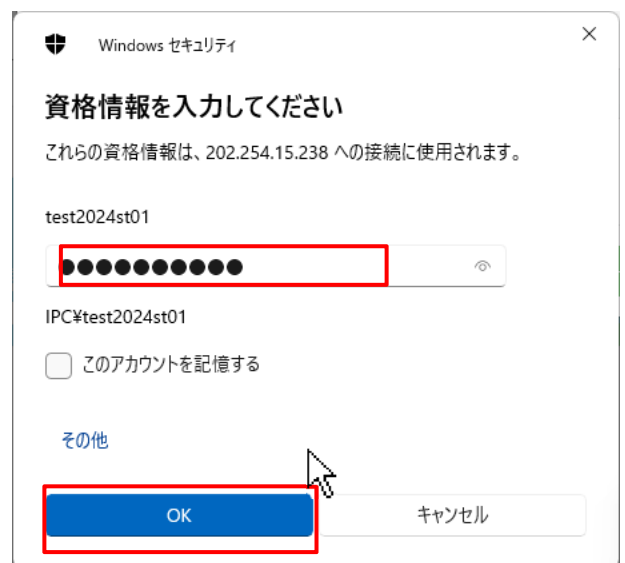 Windows セキュリティ
資格情報を入力してください
これらの資格情報は、202.254.15.238 への接続に使用されます。
test2024st01
●●●●●●●●●●
IPC¥test2024st01
このアカウントを記憶する
その他
OK
キャンセル